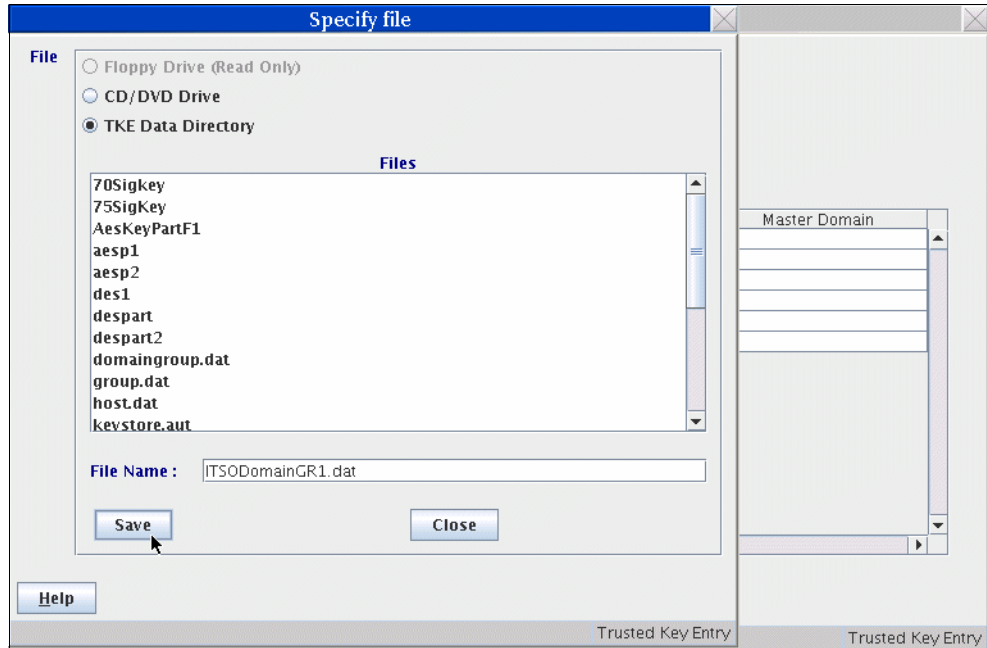 Specify file
File
Floppy Drive (Read Only)
CD/DVD Drive
TKE Data Directory
Files
70Sigkey
75SigKey
AesKeyPartF1
aesp1
aesp2
des1
despart
despart2
domaingroup.dat
group.dat
host.dat
keystore.aut
File Name :
ITSODomainGR1.dat
Save
Close
Help
Trusted Key Entry
Master Domain
Trusted Key Entry